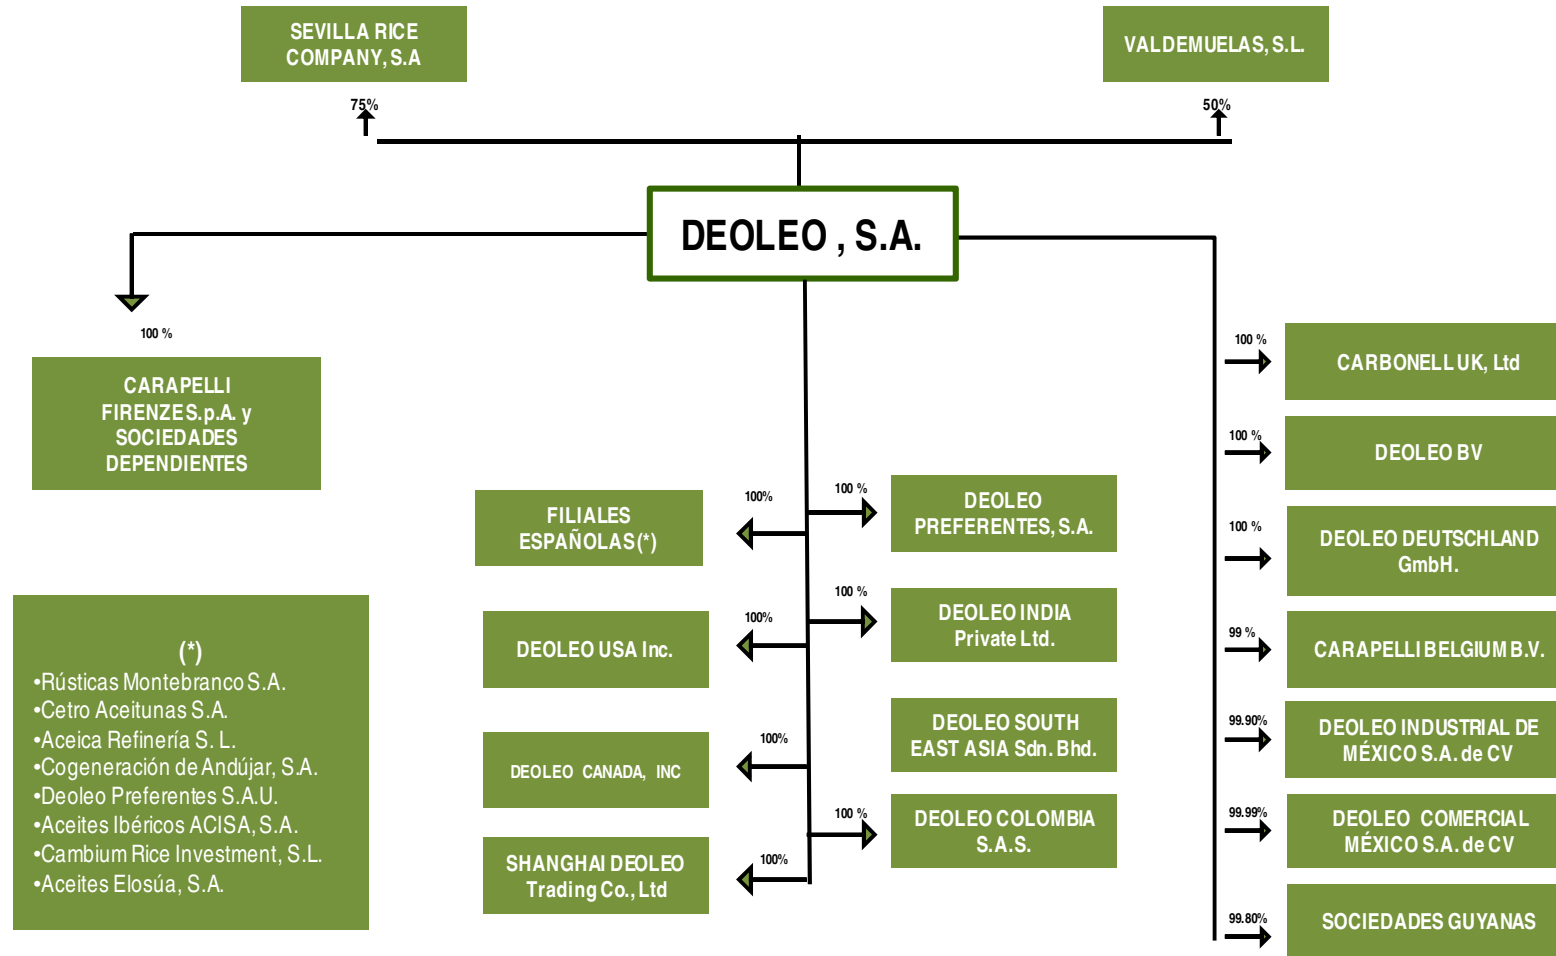 SEVILLA RICE
COMPANY, S.A
VALDEMUELAS, S.L.
75%
50%
DEOLEO , S.A.
100 %
CARAPELLI
FIRENZE S.p.A. y
SOCIEDADES
DEPENDIENTES
100%
FILIALES
ESPAÑOLAS (*)
100%
DEOLEO USA Inc.
100%
DEOLEO CANADA, INC
100%
SHANGHAI DEOLEO
Trading Co., Ltd
100 %
DEOLEO
PREFERENTES, S.A.
100 %
DEOLEO INDIA
Private Ltd.
DEOLEO SOUTH
EAST ASIA Sdn. Bhd.
100 %
DEOLEO COLOMBIA
S.A.S.
100 %
CARBONELL UK, Ltd
100 %
DEOLEO BV
100 %
DEOLEO DEUTSCHLAND
GmbH.
99 %
CARAPELLI BELGIUM B.V.
99.90%
DEOLEO INDUSTRIAL DE
MÉXICO S.A. de CV
99.99%
DEOLEO COMERCIAL
MÉXICO S.A. de CV
99.80%
SOCIEDADES GUYANAS
(*)
•Rústicas Montebranco S.A.
•Cetro Aceitunas S.A.
•Aceica Refinería S. L.
•Cogeneración de Andújar, S.A.
•Deoleo Preferentes S.A.U.
•Aceites Ibéricos ACISA, S.A.
•Cambium Rice Investment, S.L.
•Aceites Elosúa, S.A.